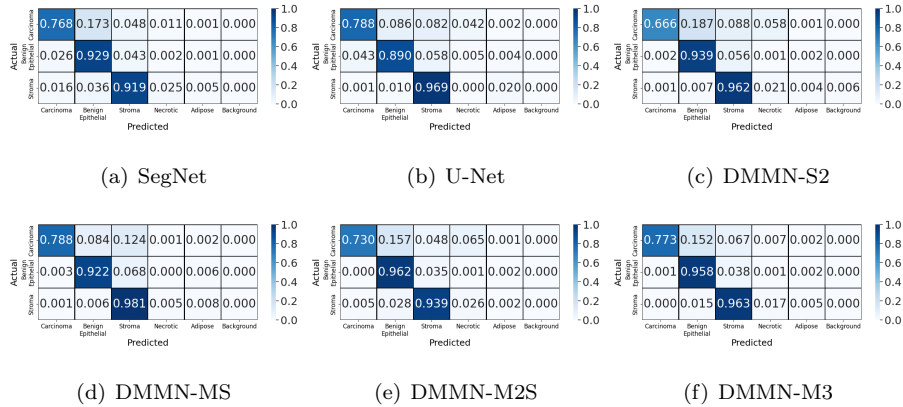 Actual
Carcinoma
Benign
Epithelial
Stroma
0.768 0.173 0.048 0.011 0.001 0.000
0.026 0.929 0.043 0.002 0.001 0.000
0.016 0.036 0.919 0.025 0.005 0.000
Carcinoma Benign Epithelial Stroma Necrotic Adipose Background
Predicted
1.0
0.8
0.6
0.4
0.2
0.0
(a) SegNet
Actual
Carcinoma
Benign
Epithelial
Stroma
0.788 0.086 0.082 0.042 0.002 0.000
0.043 0.890 0.058 0.005 0.004 0.000
0.001 0.010 0.969 0.000 0.020 0.000
Carcinoma Benign Epithelial Stroma Necrotic Adipose Background
Predicted
1.0
0.8
0.6
0.4
0.2
0.0
(b) U-Net
Actual
Carcinoma
Benign
Epithelial
Stroma
0.666 0.187 0.088 0.058 0.001 0.000
0.002 0.939 0.056 0.001 0.002 0.000
0.001 0.007 0.962 0.021 0.004 0.006
Carcinoma Benign Epithelial Stroma Necrotic Adipose Background
Predicted
1.0
0.8
0.6
0.4
0.2
0.0
(c) DMMN-S2
Actual
Carcinoma
Benign
Epithelial
Stroma
0.788 0.084 0.124 0.001 0.002 0.000
0.003 0.922 0.068 0.000 0.006 0.000
0.001 0.006 0.981 0.005 0.008 0.000
Carcinoma Benign Epithelial Stroma Necrotic Adipose Background
Predicted
1.0
0.8
0.6
0.4
0.2
0.0
(d) DMMN-MS
Actual
Carcinoma
Benign
Epithelial
Stroma
0.730 0.157 0.048 0.065 0.001 0.000
0.000 0.962 0.035 0.001 0.002 0.000
0.005 0.028 0.939 0.026 0.002 0.000
Carcinoma Benign Epithelial Stroma Necrotic Adipose Background
Predicted
1.0
0.8
0.6
0.4
0.2
0.0
(e) DMMN-M2S
Actual
Carcinoma
Benign
Epithelial
Stroma
0.773 0.152 0.067 0.007 0.002 0.000
0.001 0.958 0.038 0.001 0.002 0.000
0.000 0.015 0.963 0.017 0.005 0.000
Carcinoma Benign Epithelial Stroma Necrotic Adipose Background
Predicted
1.0
0.8
0.6
0.4
0.2
0.0
(f) DMMN-M3